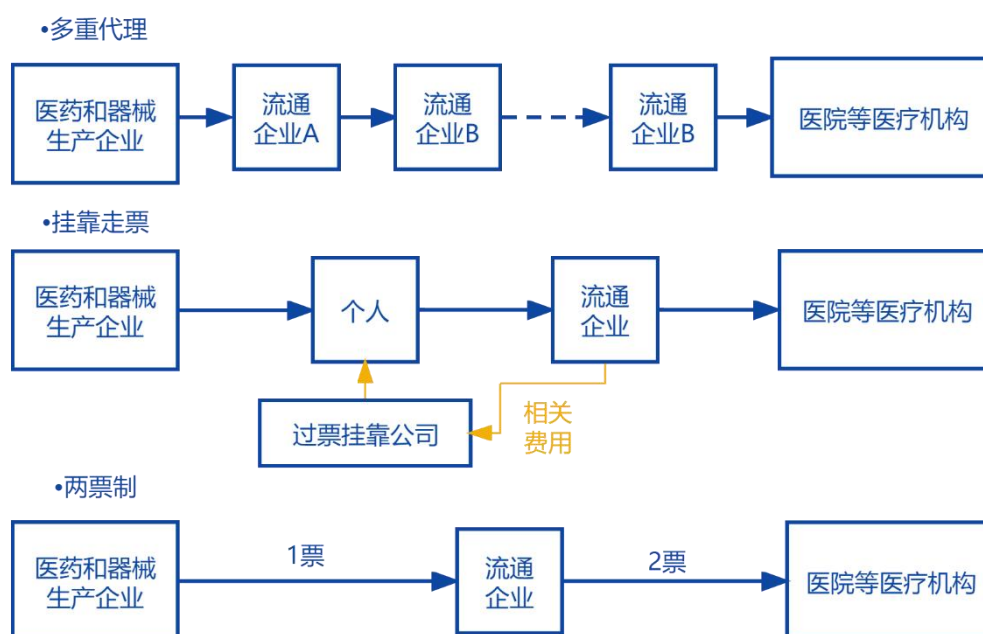 •多重代理
医药和器械
生产企业
流通
企业A
流通
企业B
流通
企业B
医院等医疗机构
•挂靠走票
医药和器械
生产企业
个人
流通
企业
医院等医疗机构
过票挂靠公司
相关
费用
•两票制
医药和器械
生产企业
1票
流通
企业
2票
医院等医疗机构